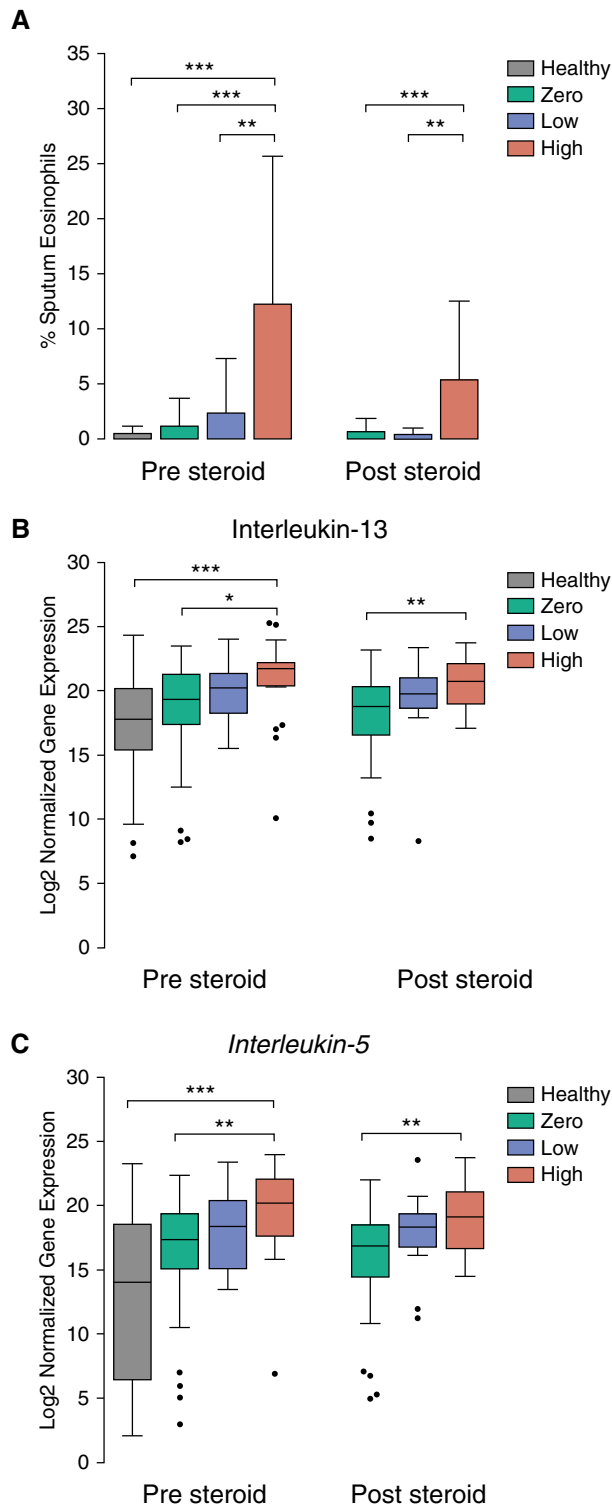 A
35
30
25
20
15
10
5
0
% Sputum Eosinophils
***
***
**
***
**
Healthy
Zero
Low
High
Pre steroid
Post steroid
B
Interleukin-13
30
25
20
15
10
5
0
Log2 Normalized Gene Expression
***
*
**
Healthy
Zero
Low
High
Pre steroid
Post steroid
C
Interleukin-5
30
25
20
15
10
5
0
Log2 Normalized Gene Expression
***
**
**
Healthy
Zero
Low
High
Pre steroid
Post steroid